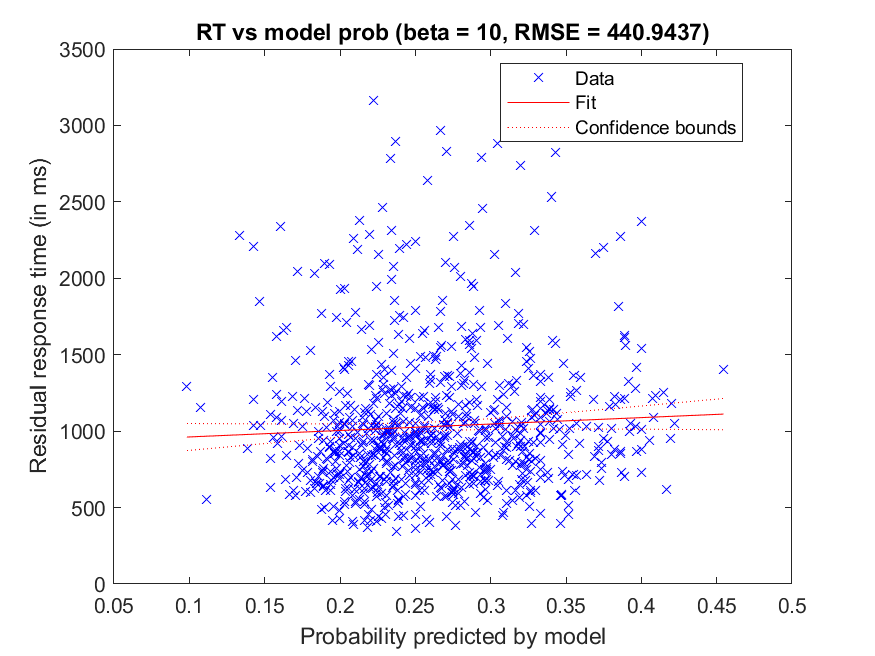 RT vs model prob (beta = 10, RMSE = 440.9437)
3500
3000
2500
2000
1500
1000
500
0
Residual response time (in ms)
Data
Fit
Confidence bounds
0.05 0.1 0.15 0.2 0.25 0.3 0.35 0.4 0.45 0.5
Probability predicted by model